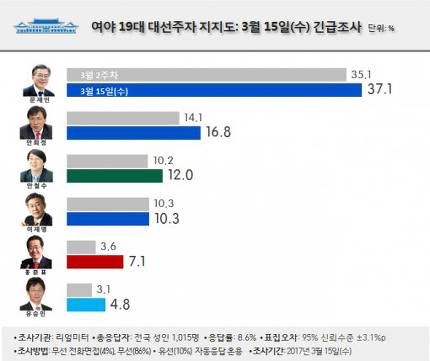 여야 19대 대선주자 지지도: 3월 15일(수) 긴급조사 단위: %
3월 2주차 35.1
3월 15일(수) 37.1
문재인
14.1
16.8
안희정
10.2
12.0
안철수
10.3
10.3
이재명
3.6
7.1
홍준표
3.1
4.8
유승민
• 조사기관: 리얼미터 • 총응답자: 전국 성인 1,015명 • 응답률: 8.6% • 표집오차: 95% 신뢰수준 ±3.1%p
• 조사방법: 무선 전화면접(4%), 무선(86%) • 유선(10%) 자동응답 혼용 • 조사기간: 2017년 3월 15일(수)